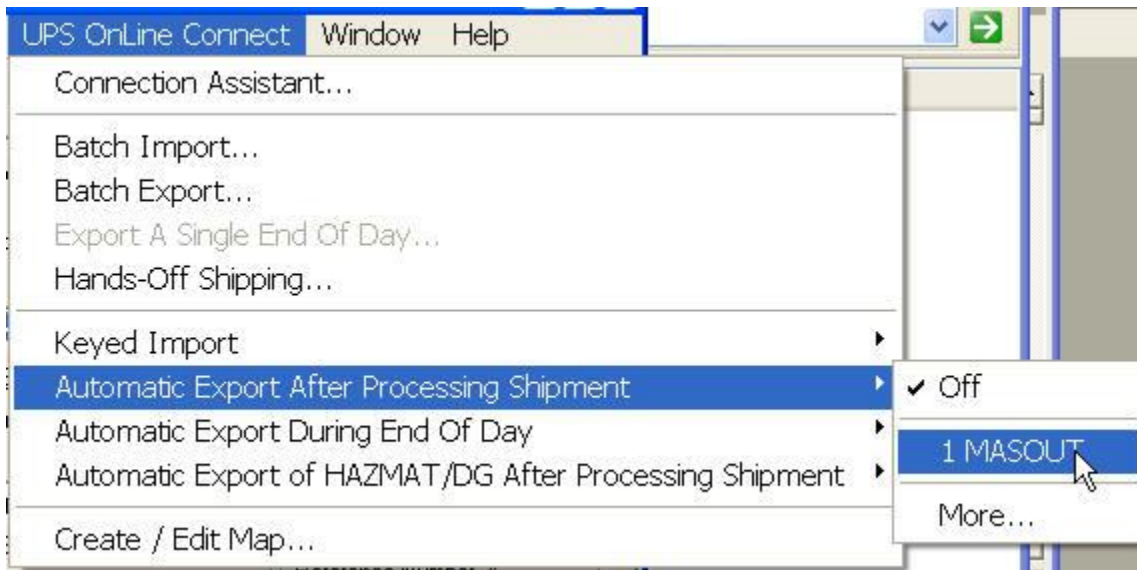 UPS OnLine Connect Window Help
Connection Assistant...
Batch Import...
Batch Export...
Export A Single End Of Day...
Hands-Off Shipping...
Keyed Import
Automatic Export After Processing Shipment
Off
Automatic Export During End Of Day
1 MASOUT
Automatic Export of HAZMAT/DG After Processing Shipment
More...
Create / Edit Map...